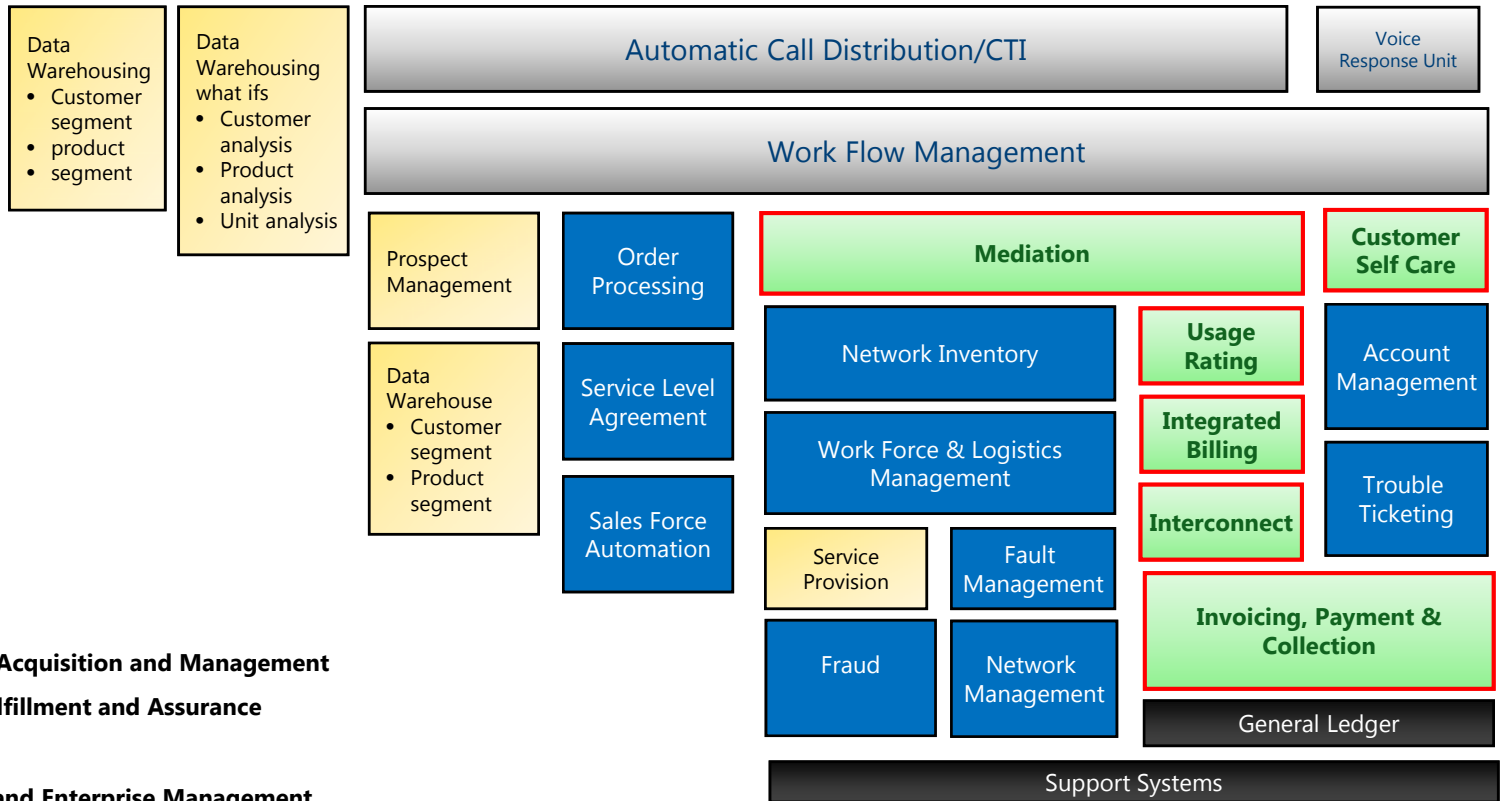 Data
Warehousing
• Customer
segment
• product
• segment
Data
Warehousing
what ifs
• Customer
analysis
• Product
analysis
• Unit analysis
Automatic Call Distribution/CTI
Voice
Response Unit
Work Flow Management
Prospect
Management
Order
Processing
Mediation
Customer
Self Care
Network Inventory
Usage
Rating
Account
Management
Data
Warehouse
• Customer
segment
• Product
segment
Service Level
Agreement
Work Force & Logistics
Management
Integrated
Billing
Trouble
Ticketing
Sales Force
Automation
Interconnect
Service
Provision
Fault
Management
Invoicing, Payment &
Collection
Fraud
Network
Management
General Ledger
Support Systems
Acquisition and Management
fillment and Assurance
and Enterprise Management